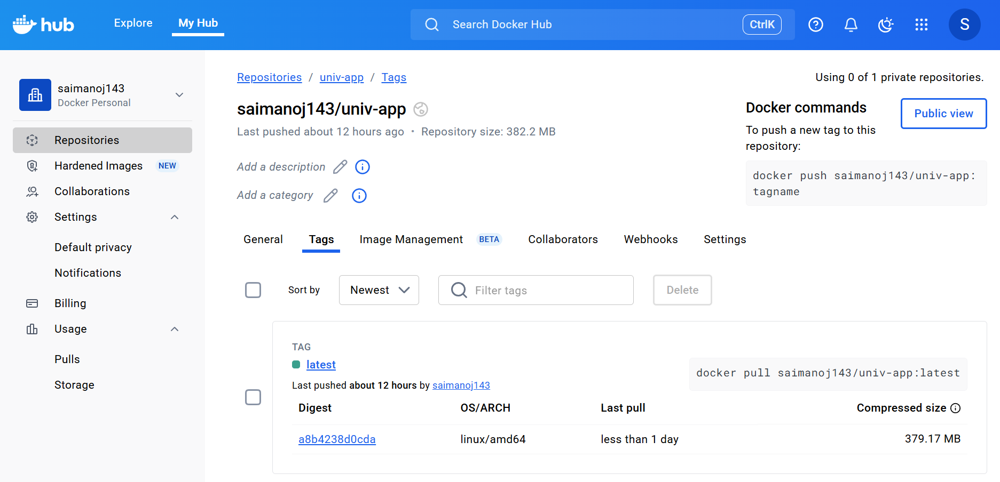 hub
Explore
My Hub
Search Docker Hub
CtrlK
S
saimanoj143
Docker Personal
Repositories
Hardened Images NEW
Collaborations
Settings
Default privacy
Notifications
Billing
Usage
Pulls
Storage
Repositories / univ-app / Tags
Using 0 of 1 private repositories.
saimanoj143/univ-app
Last pushed about 12 hours ago • Repository size: 382.2 MB
Add a description
Add a category
Docker commands
Public view
To push a new tag to this
repository:
docker push saimanoj143/univ-app:
tagname
General Tags Image Management BETA Collaborators Webhooks Settings
Sort by Newest Filter tags Delete
TAG
latest
Last pushed about 12 hours by saimanoj143
docker pull saimanoj143/univ-app:latest
Digest OS/ARCH Last pull Compressed size
a8b4238d0cda linux/amd64 less than 1 day 379.17 MB